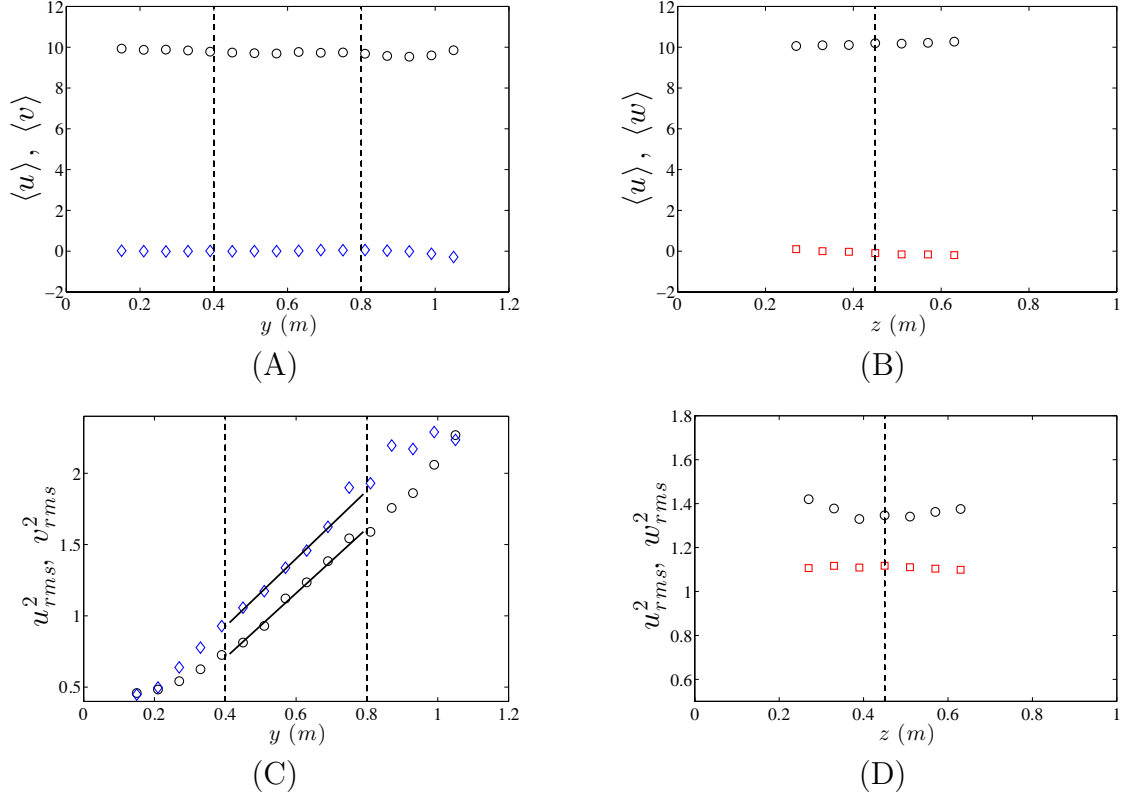 12
10
8
6
4
2
0
−2
⟨u⟩, ⟨v⟩
0 0.2 0.4 0.6 0.8 1 1.2
y (m)
(A)
12
10
8
6
4
2
0
−2
⟨u⟩, ⟨w⟩
0 0.2 0.4 0.6 0.8 1
z (m)
(B)
2
1.5
1
0.5
u²rms, v²rms
0 0.2 0.4 0.6 0.8 1 1.2
y (m)
(C)
1.8
1.6
1.4
1.2
1
0.8
0.6
u²rms, w²rms
0 0.2 0.4 0.6 0.8 1
z (m)
(D)